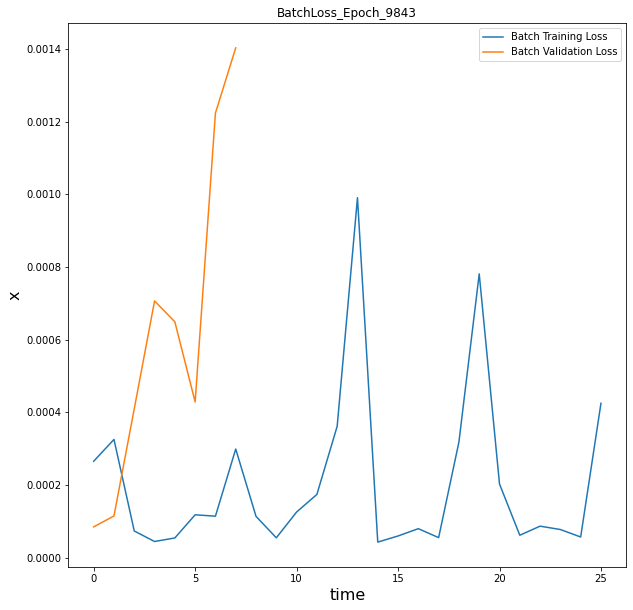 BatchLoss_Epoch_9843
Batch Training Loss
Batch Validation Loss
0.0014
0.0012
0.0010
0.0008
0.0006
0.0004
0.0002
0.0000
x
0 5 10 15 20 25
time